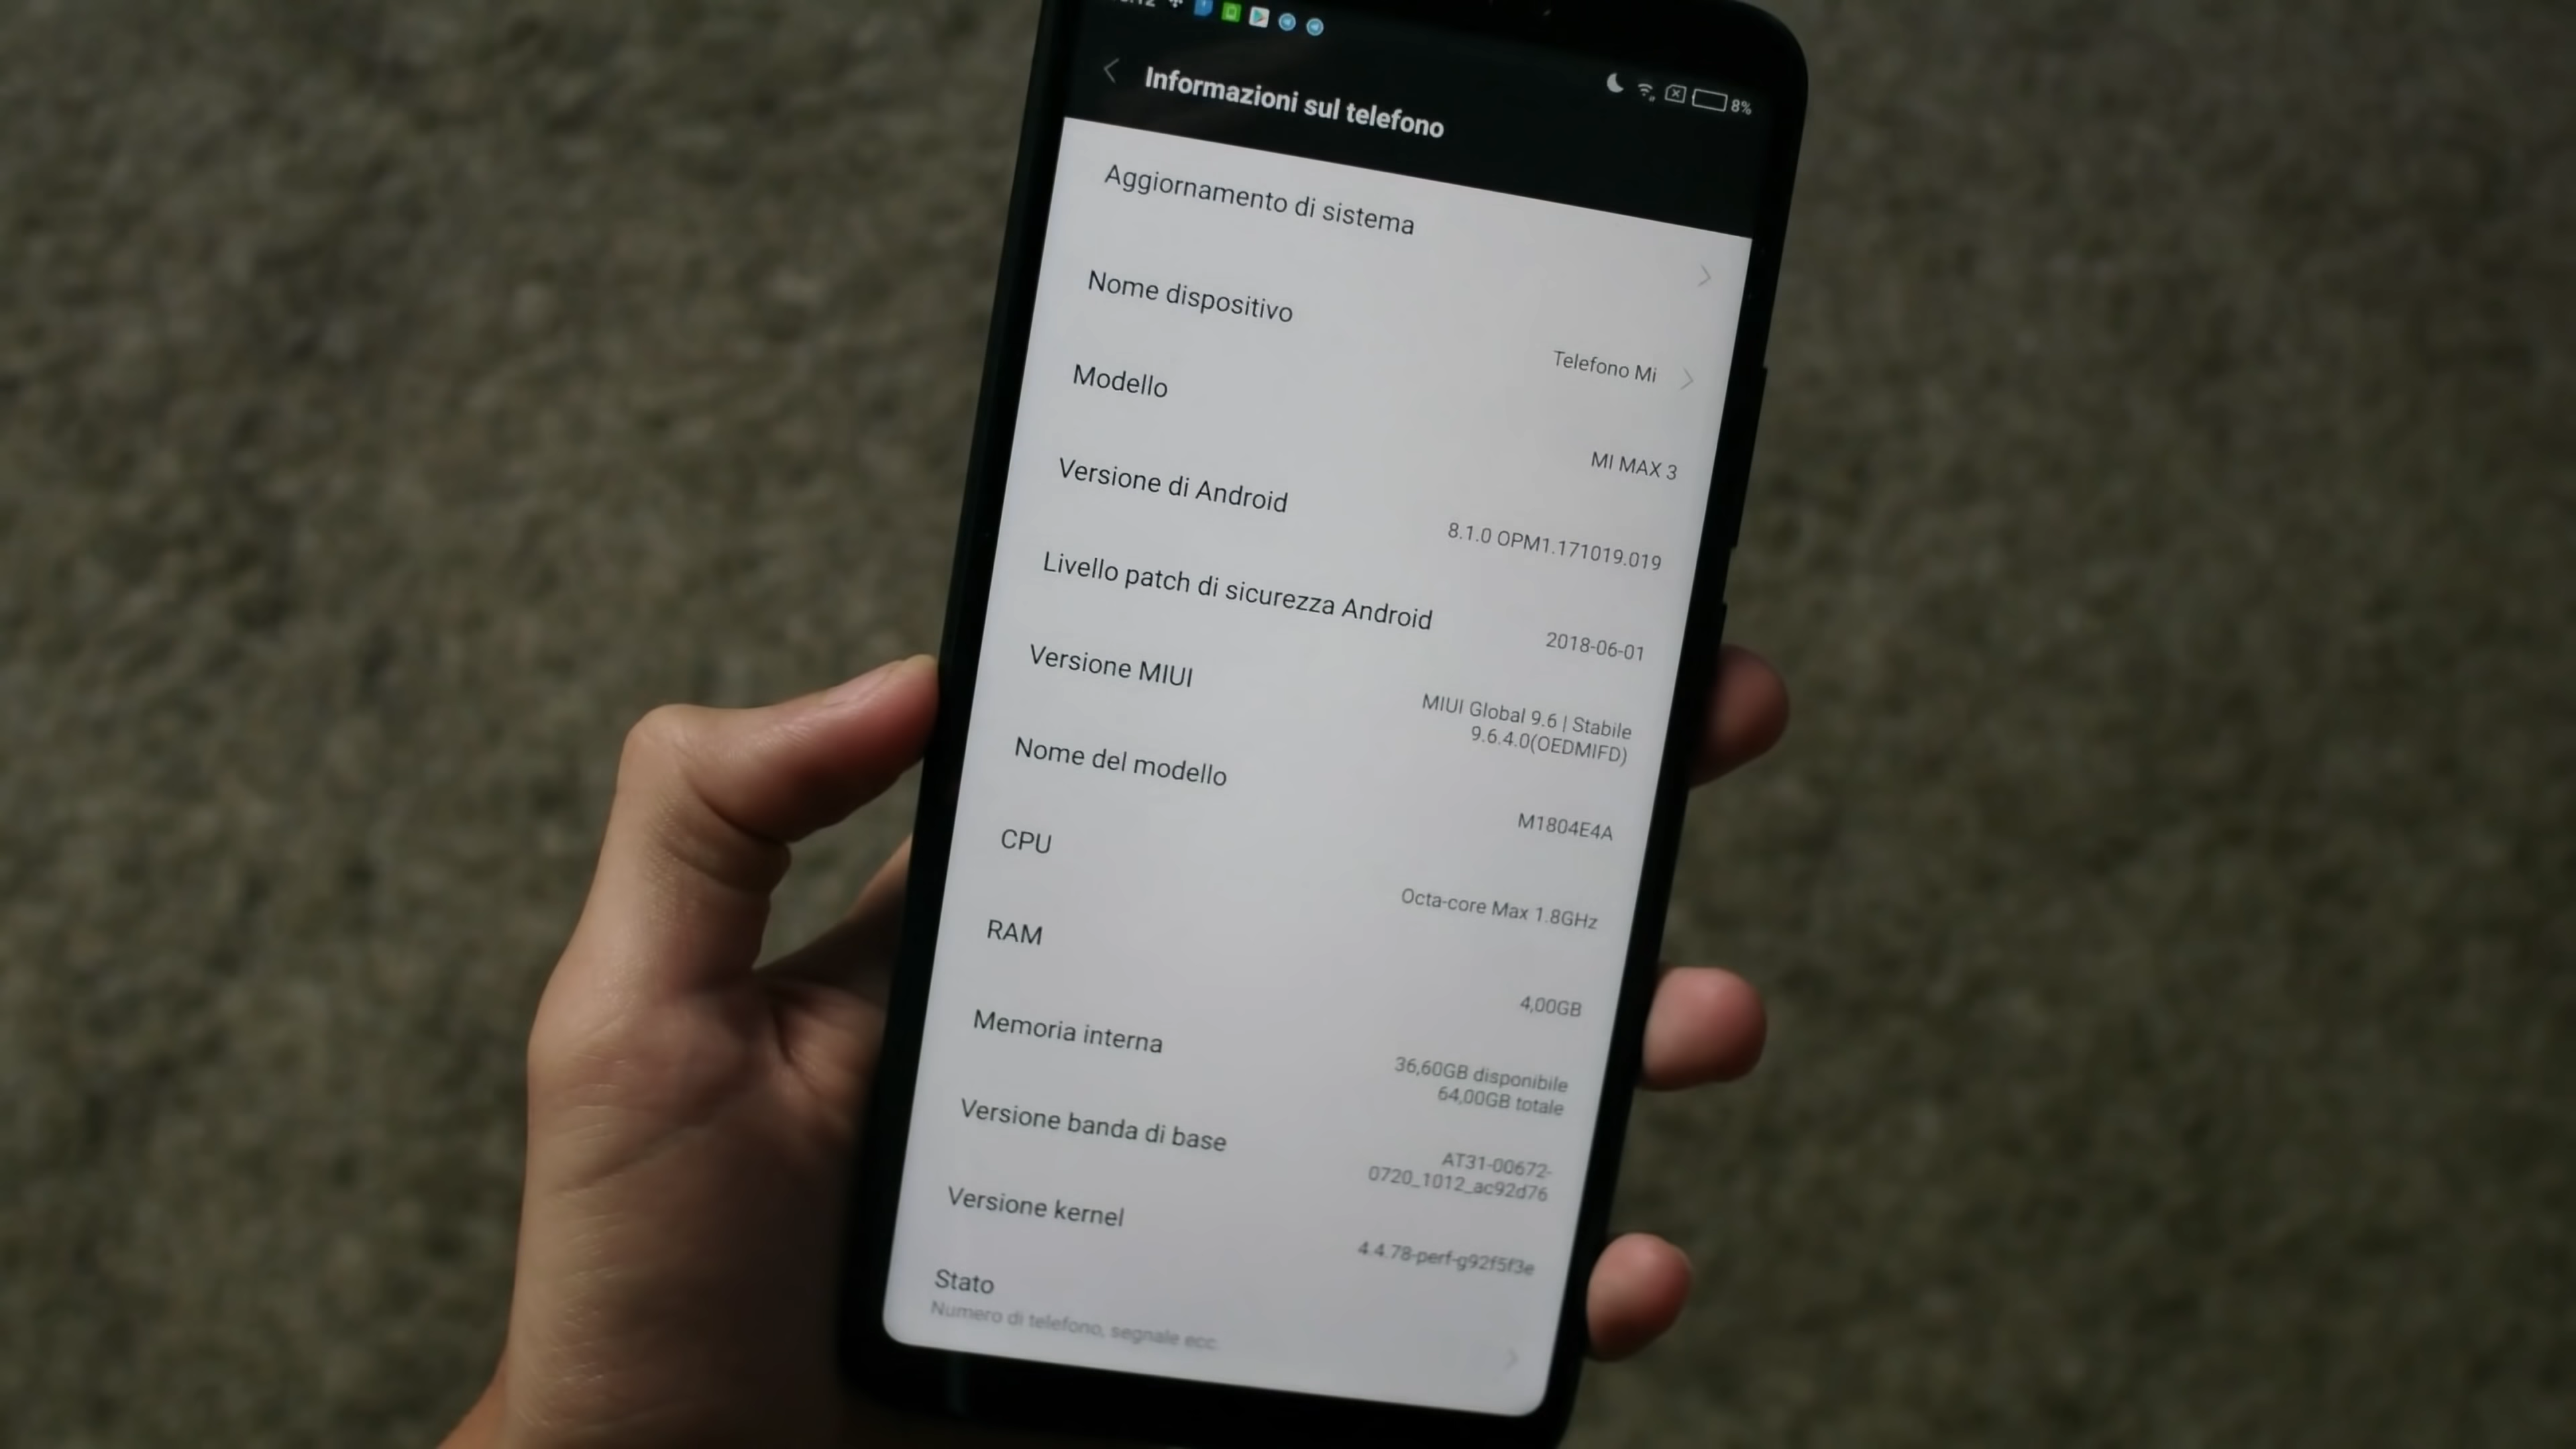 8%
Informazioni sul telefono
Aggiornamento di sistema
Nome dispositivo
Telefono Mi
Modello
MI MAX 3
Versione di Android
8.1.0 OPM1.171019.019
Livello patch di sicurezza Android
2018-06-01
Versione MIUI
MIUI Global 9.6 | Stabile
9.6.4.0(OEDMIFD)
Nome del modello
M1804E4A
CPU
Octa-core Max 1.8GHz
RAM
4,00GB
Memoria interna
36,60GB disponibile
64,00GB totale
Versione banda di base
AT31-00672-
0720_1012_ac92d76
Versione kernel
4.4.78-perf-g92f5f3e
Stato
Numero di telefono, segnale ecc.